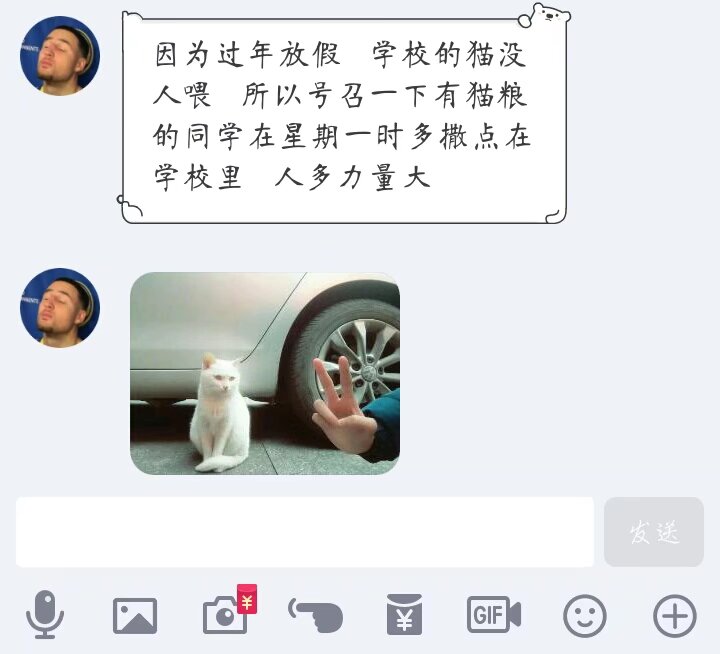 因为过年放假 学校的猫没
人喂 所以号召一下有猫粮
的同学在星期一时多撒点在
学校里 人多力量大
发送
¥
¥
GIF